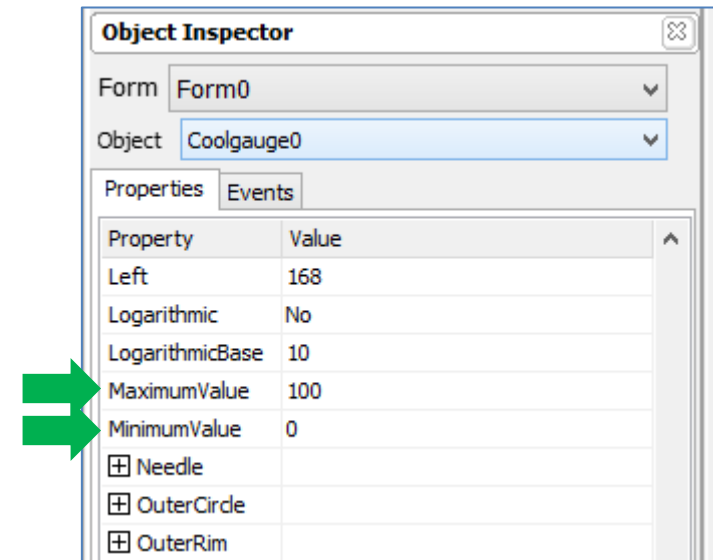 Object Inspector
Form Form0
Object Coolgauge0
Properties Events
Property Value
Left 168
Logarithmic No
LogarithmicBase 10
MaximumValue 100
MinimumValue 0
Needle
OuterCircle
OuterRim